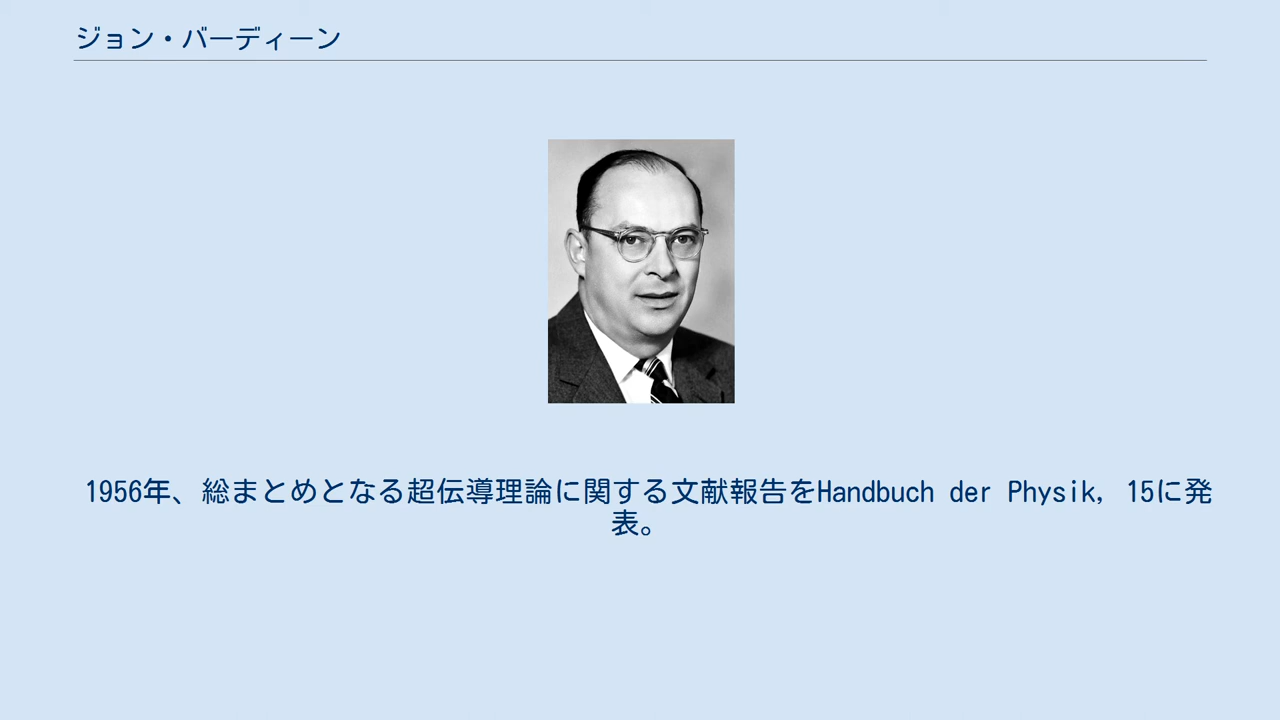 ジョン・バーディーン
1956年、総まとめとなる超伝導理論に関する文献報告をHandbuch der Physik, 15に発
表。